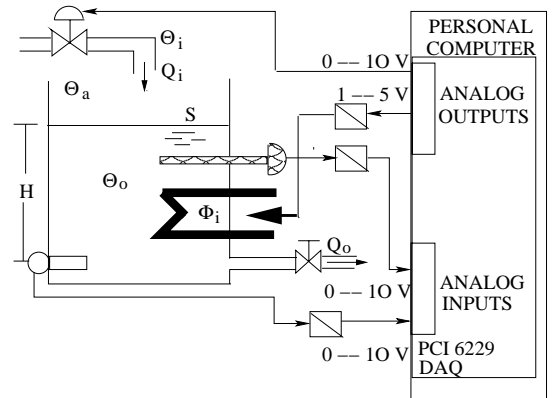 PERSONAL
COMPUTER
Θi
Qi
Θa
0 –– 1O V
1 –– 5 V
ANALOG
OUTPUTS
S
H
Θo
Φi
Qo
0 –– 1O V
ANALOG
INPUTS
0 –– 1O V
PCI 6229
DAQ